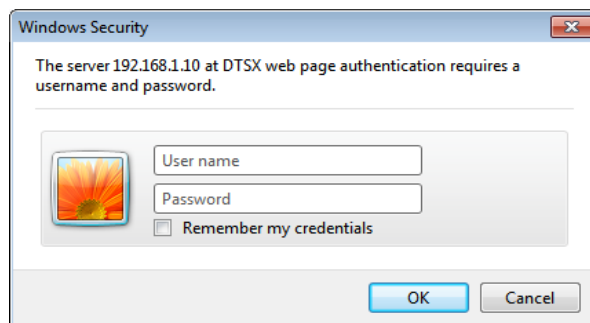 Windows Security
The server 192.168.1.10 at DTSX web page authentication requires a
username and password.
User name
Password
Remember my credentials
OK
Cancel